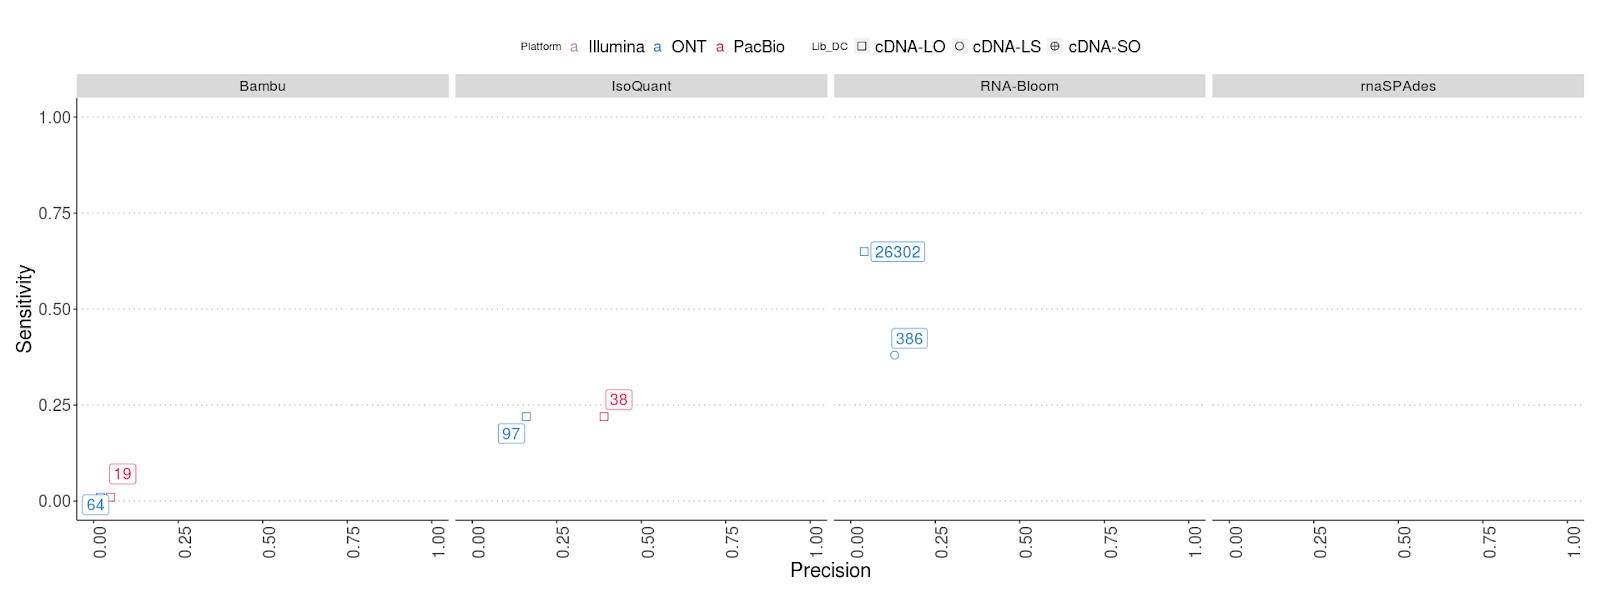 Platform a Illumina a ONT a PacBio Lib_DC cDNA-LO cDNA-LS cDNA-SO
Bambu IsoQuant RNA-Bloom rnaSPAdes
1.00
0.75
26302
0.50
386
0.25
38
97
19
0.00
64
Sensitivity
0.00 0.25 0.50 0.75 1.00 0.00 0.25 0.50 0.75 1.00 0.00 0.25 0.50 0.75 1.00 0.00 0.25 0.50 0.75 1.00
Precision